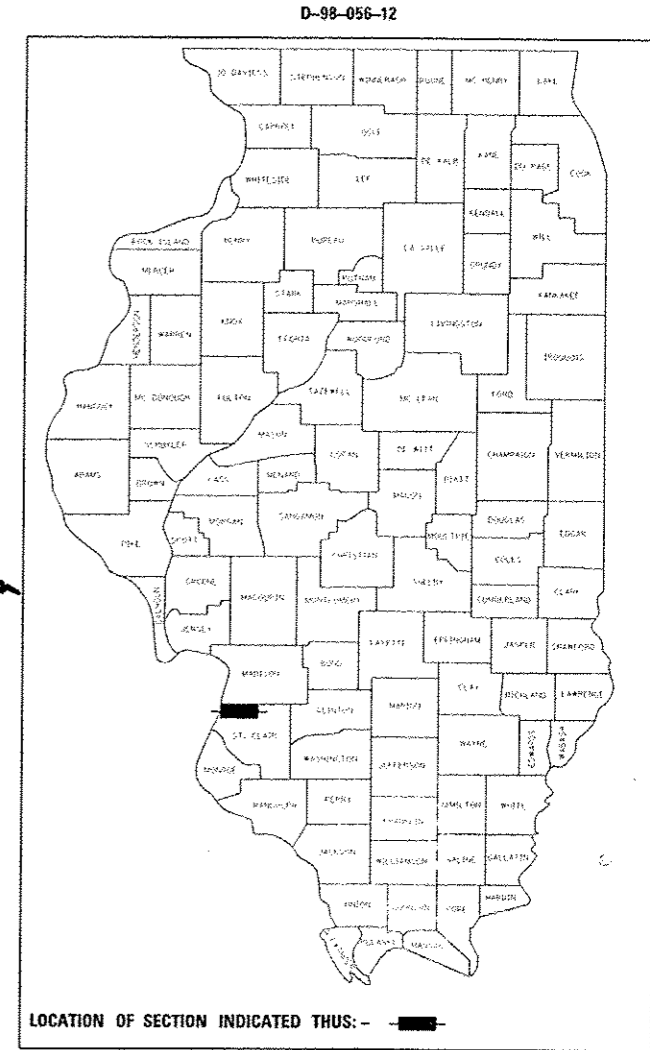 D-98-056-12
JO DAVIESS STEPHENSON WINNEBAGO BOONE MC HENRY LAKE
CARROLL OGLE
DE KALB KANE DU PAGE COOK
WHITESIDE LEE
KENDALL
ROCK ISLAND HENRY BUREAU LA SALLE WILL
MERCER GRUNDY
PUTNAM
STARK KANKAKEE
MARSHALL
HENDERSON WARREN KNOX LIVINGSTON
PEORIA WOODFORD IROQUOIS
HANCOCK MC DONOUGH FULTON TAZEWELL MC LEAN FORD
MASON
SCHUYLER LOGAN DE WITT CHAMPAIGN VERMILION
ADAMS BROWN CASS MENARD PIATT
MACON
MORGAN SANGAMON DOUGLAS
PIKE SCOTT MOULTRIE EDGAR
CHRISTIAN COLES
GREENE SHELBY
CALHOUN MACOUPIN MONTGOMERY CUMBERLAND CLARK
JERSEY FAYETTE EFFINGHAM JASPER CRAWFORD
BOND
MADISON CLAY
RICHLAND LAWRENCE
CLINTON MARION
ST. CLAIR WAYNE EDWARDS WABASH
WASHINGTON
MONROE JEFFERSON
RANDOLPH PERRY HAMILTON WHITE
FRANKLIN
JACKSON WILLIAMSON SALINE GALLATIN
HARDIN
UNION JOHNSON POPE
PULASKI MASSAC
LOCATION OF SECTION INDICATED THUS: -